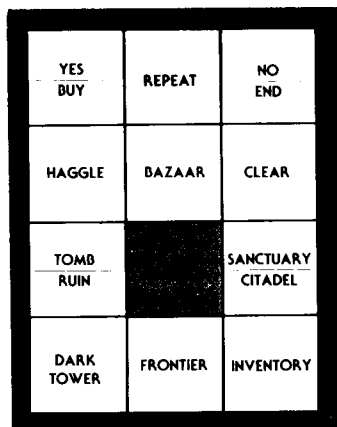 YES
BUY
REPEAT
NO
END
HAGGLE
BAZAAR
CLEAR
TOMB
RUIN
SANCTUARY
CITADEL
DARK
TOWER
FRONTIER
INVENTORY